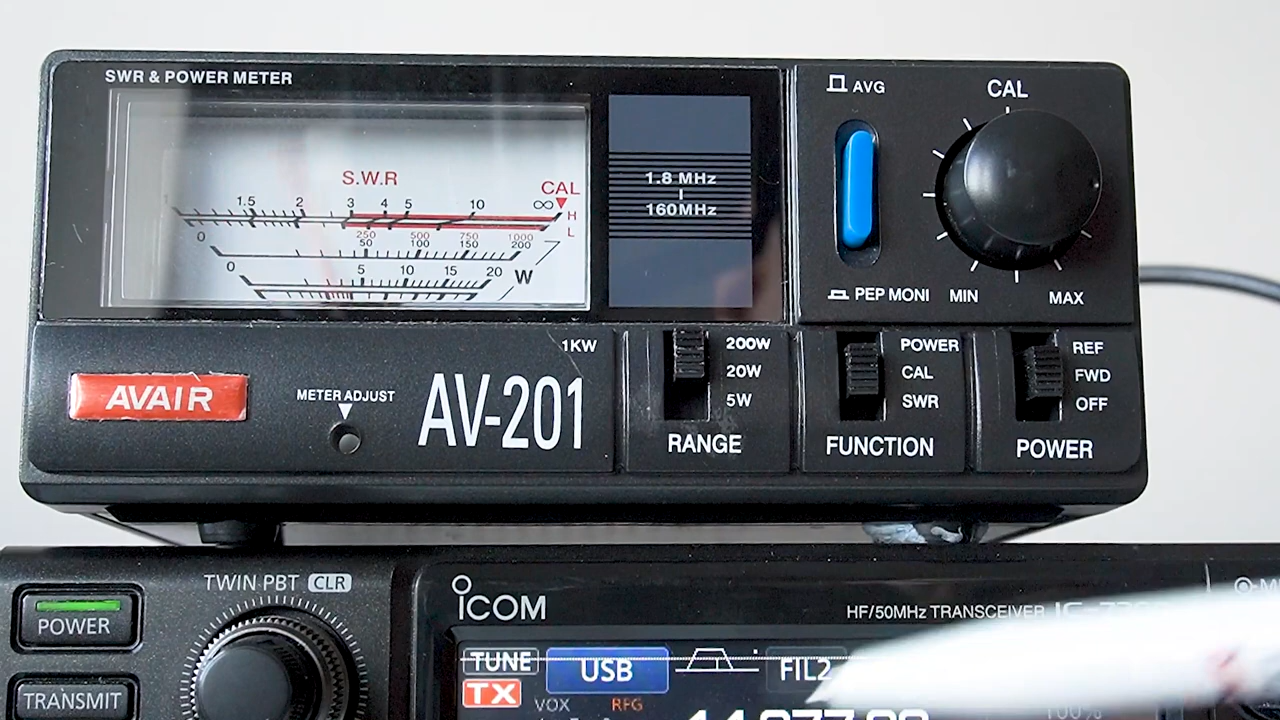 SWR & POWER METER
AVG
CAL
S.W.R
CAL
1.5 2 3 4 5 10 ∞
H
L
0 250 500 750 1000
50 100 150 200
0 5 10 15 20
W
1.8 MHz
160MHz
PEP MONI
MIN
MAX
AVAIR
METER ADJUST
AV-201
1KW
200W
20W
5W
RANGE
POWER
CAL
SWR
FUNCTION
REF
FWD
OFF
POWER
POWER
TRANSMIT
TWIN PBT CLR
ICOM
HF/50MHz TRANSCEIVER
TUNE
USB
FIL2
TX
VOX
RFG
100%